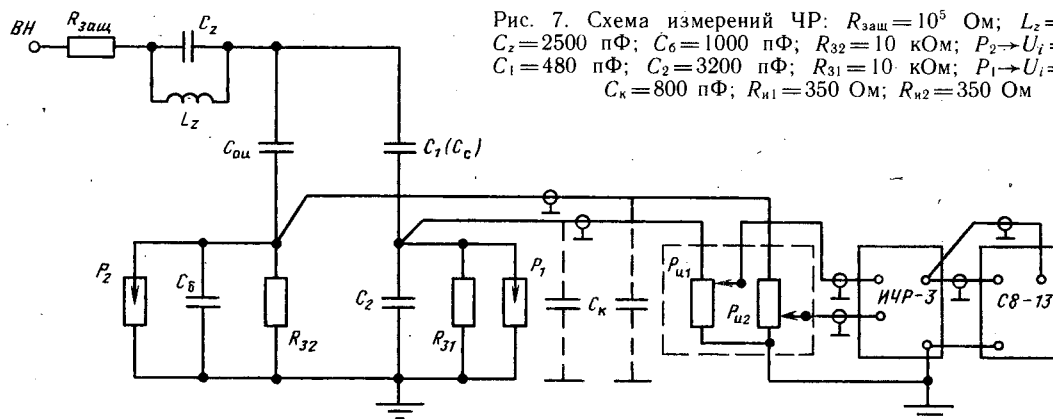 Рис. 7. Схема измерений ЧР: Rзащ=10⁵ Ом; Lz=
Cz=2500 пФ; Cб=1000 пФ; Rз2=10 кОм; P₂→Ui=
C₁=480 пФ; C₂=3200 пФ; Rз1=10 кОм; P₁→Ui=
Cк=800 пФ; Rи1=350 Ом; Rи2=350 Ом
ВН
Rзащ
Cz
Lz
Cои
C₁(Cс)
P₂
Cб
Rз2
C₂
Rз1
P₁
Cк
Pи1
Pи2
ИЧР-3
С8-13